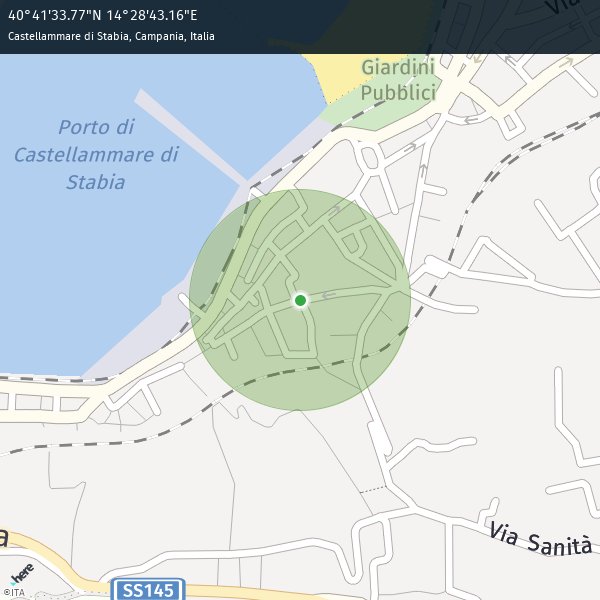 40°41'33.77"N 14°28'43.16"E
Castellammare di Stabia, Campania, Italia
Via
Giardini
Pubblici
Porto di
Castellammare di
Stabia
Via Sanità
a
here
SS145
©ITA